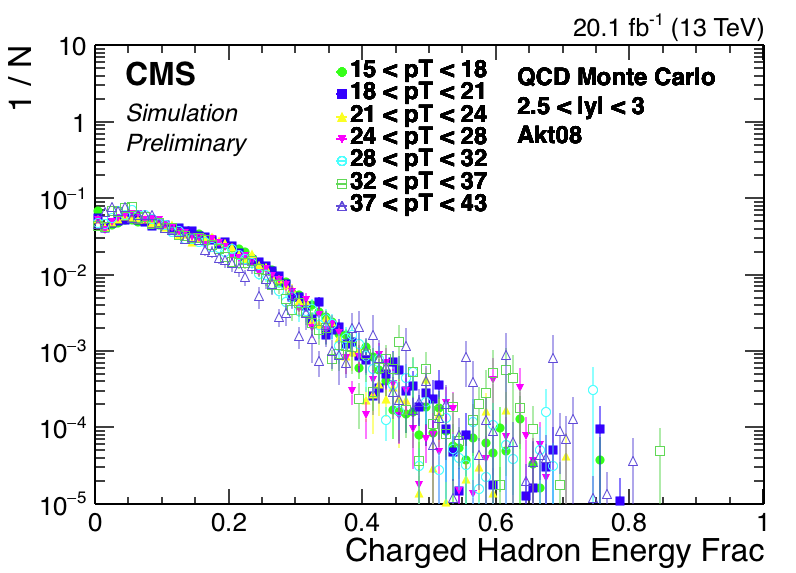 20.1 fb⁻¹ (13 TeV)
1 / N
CMS
Simulation
Preliminary
15 < pT < 18
18 < pT < 21
21 < pT < 24
24 < pT < 28
28 < pT < 32
32 < pT < 37
37 < pT < 43
QCD Monte Carlo
2.5 < lyl < 3
Akt08
10
1
10⁻¹
10⁻²
10⁻³
10⁻⁴
10⁻⁵
0 0.2 0.4 0.6 0.8 1
Charged Hadron Energy Frac